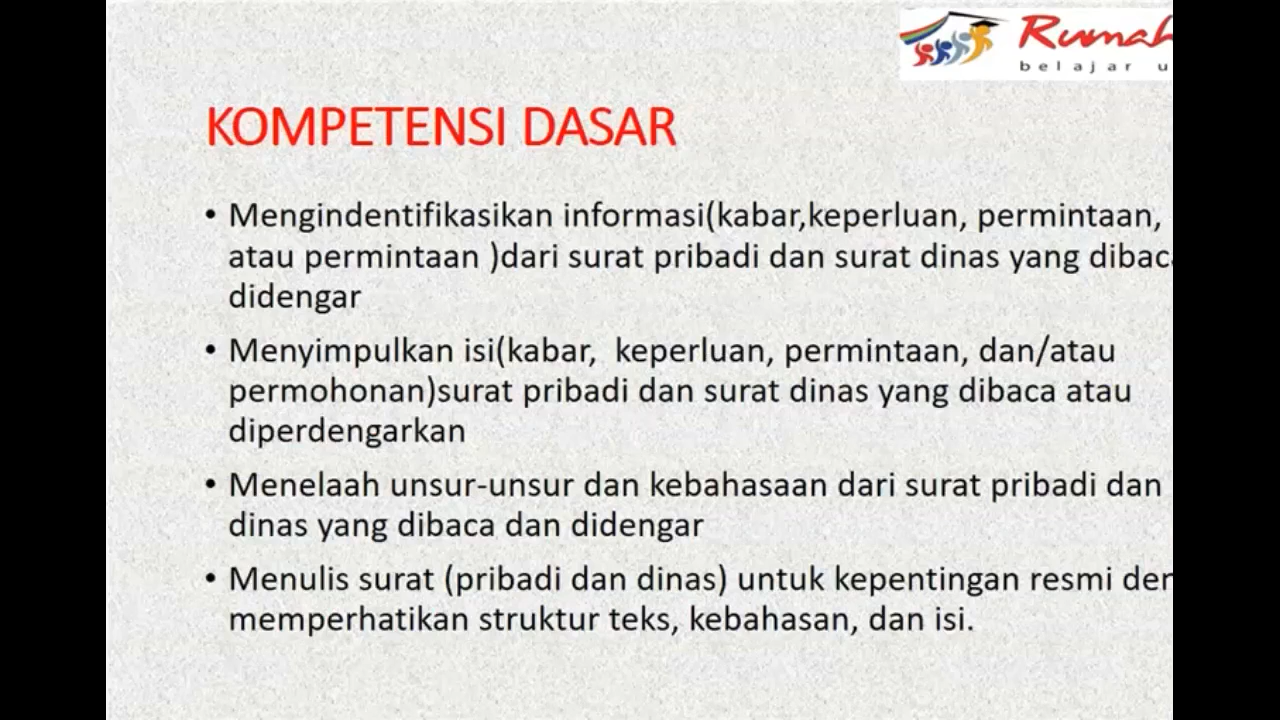 Rumah
belajar u
KOMPETENSI DASAR
• Mengindentifikasikan informasi(kabar,keperluan, permintaan,
atau permintaan )dari surat pribadi dan surat dinas yang dibaca
didengar
• Menyimpulkan isi(kabar, keperluan, permintaan, dan/atau
permohonan)surat pribadi dan surat dinas yang dibaca atau
diperdengarkan
• Menelaah unsur-unsur dan kebahasaan dari surat pribadi dan
dinas yang dibaca dan didengar
• Menulis surat (pribadi dan dinas) untuk kepentingan resmi den
memperhatikan struktur teks, kebahasan, dan isi.